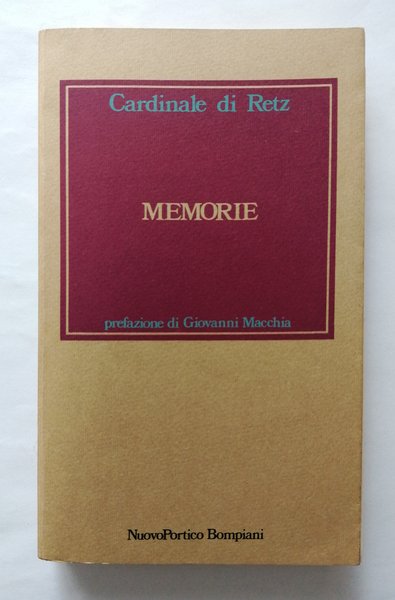 Cardinale di Retz
MEMORIE
prefazione di Giovanni Macchia
NuovoPortico Bompiani